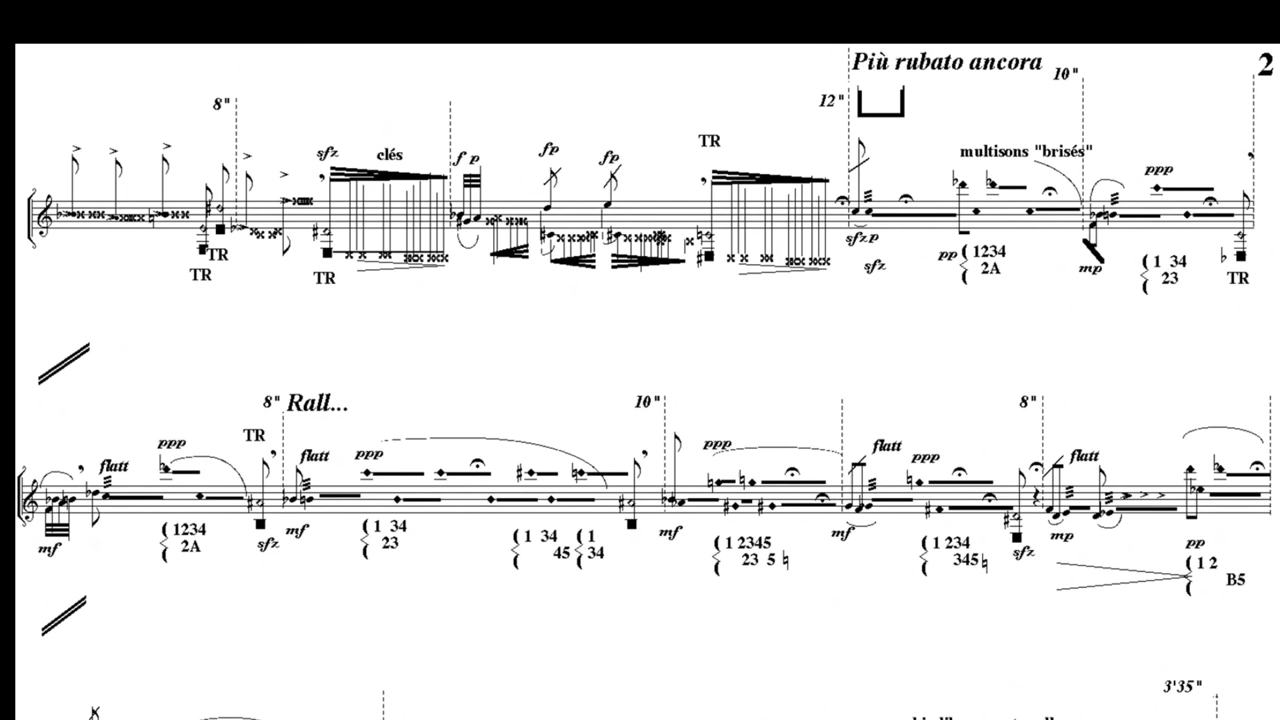 Più rubato ancora
2
10"
8"
12"
TR
sfz
clés
f p
fp
fp
multisons "brisés"
ppp
TR
TR
TR
sfz p
sfz
pp
1234
2A
mp
1 34
23
TR
8"
Rall...
10"
8"
TR
ppp
flatt
flatt
ppp
ppp
flatt
ppp
flatt
mf
1234
2A
sfz
mf
1 34
23
1 34
45
1
34
mf
1 2345
23 5
mf
1 234
345
sfz
mp
pp
1 2
B5
3'35"